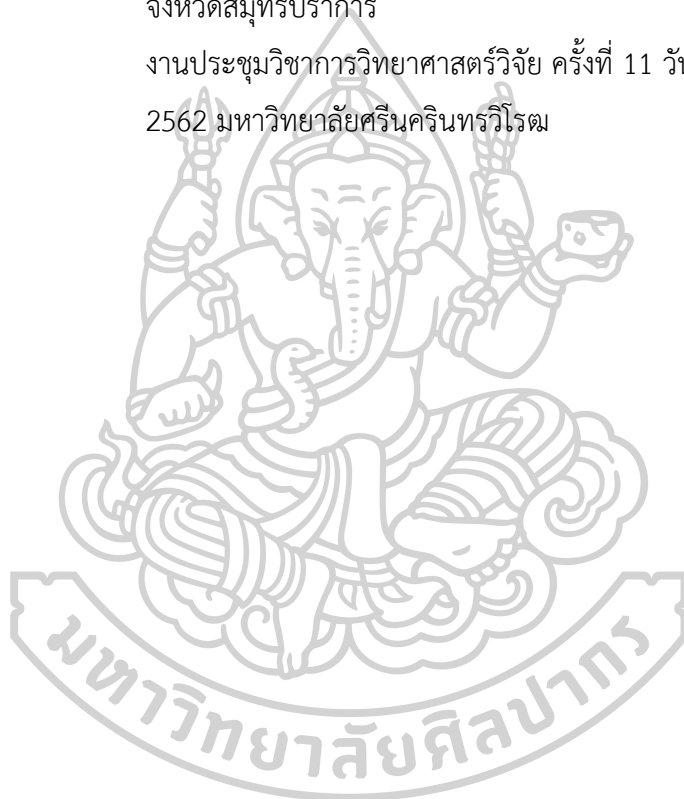 จังหวัดสมุทรปราการ
งานประชุมวิชาการวิทยาศาสตร์วิจัย ครั้งที่ 11
2562 มหาวิทยาลัยศรีนครินทรวิโรฒ
มหาวิทยาลัยศิลปากร